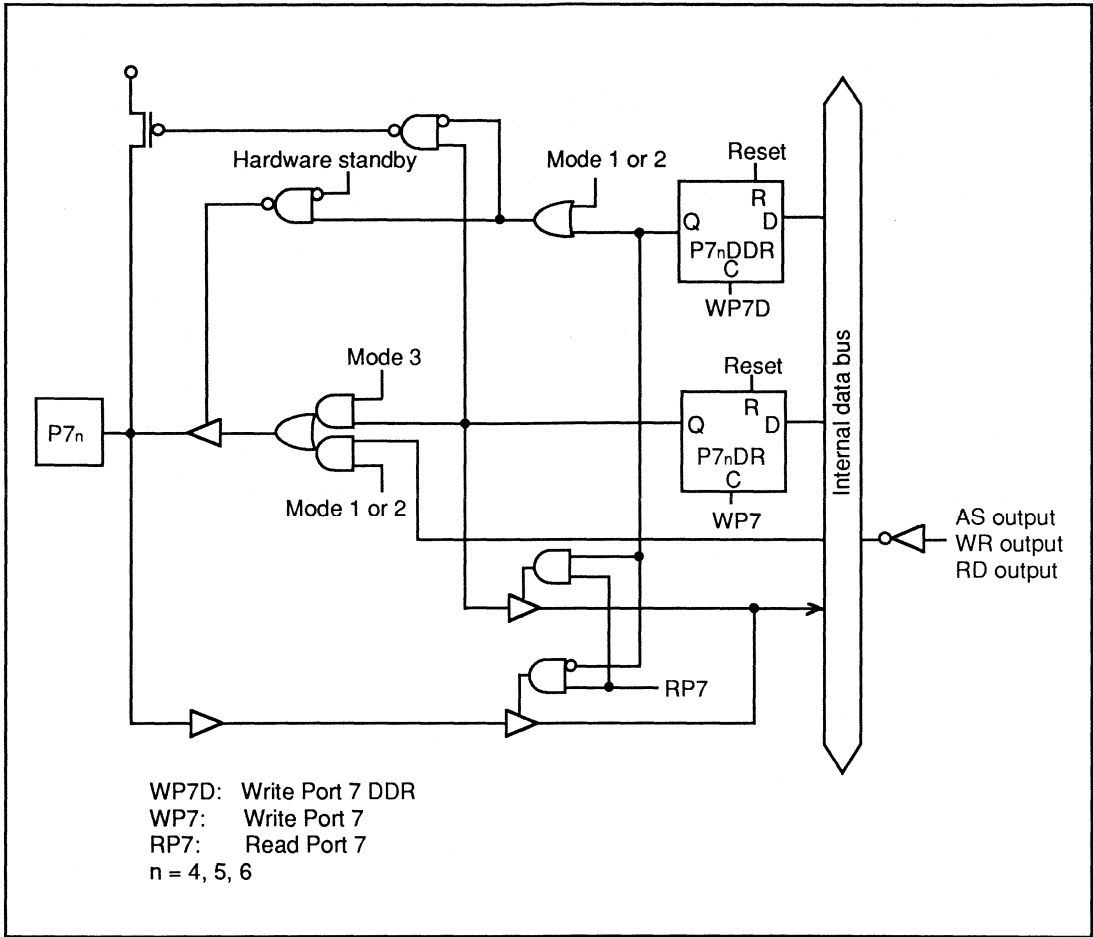 Hardware standby
Mode 1 or 2
Reset
R
Q
D
P7nDDR
C
WP7D
Mode 3
Reset
R
Q
D
P7nDR
C
WP7
P7n
Mode 1 or 2
Internal data bus
AS output
WR output
RD output
RP7
WP7D: Write Port 7 DDR
WP7: Write Port 7
RP7: Read Port 7
n = 4, 5, 6